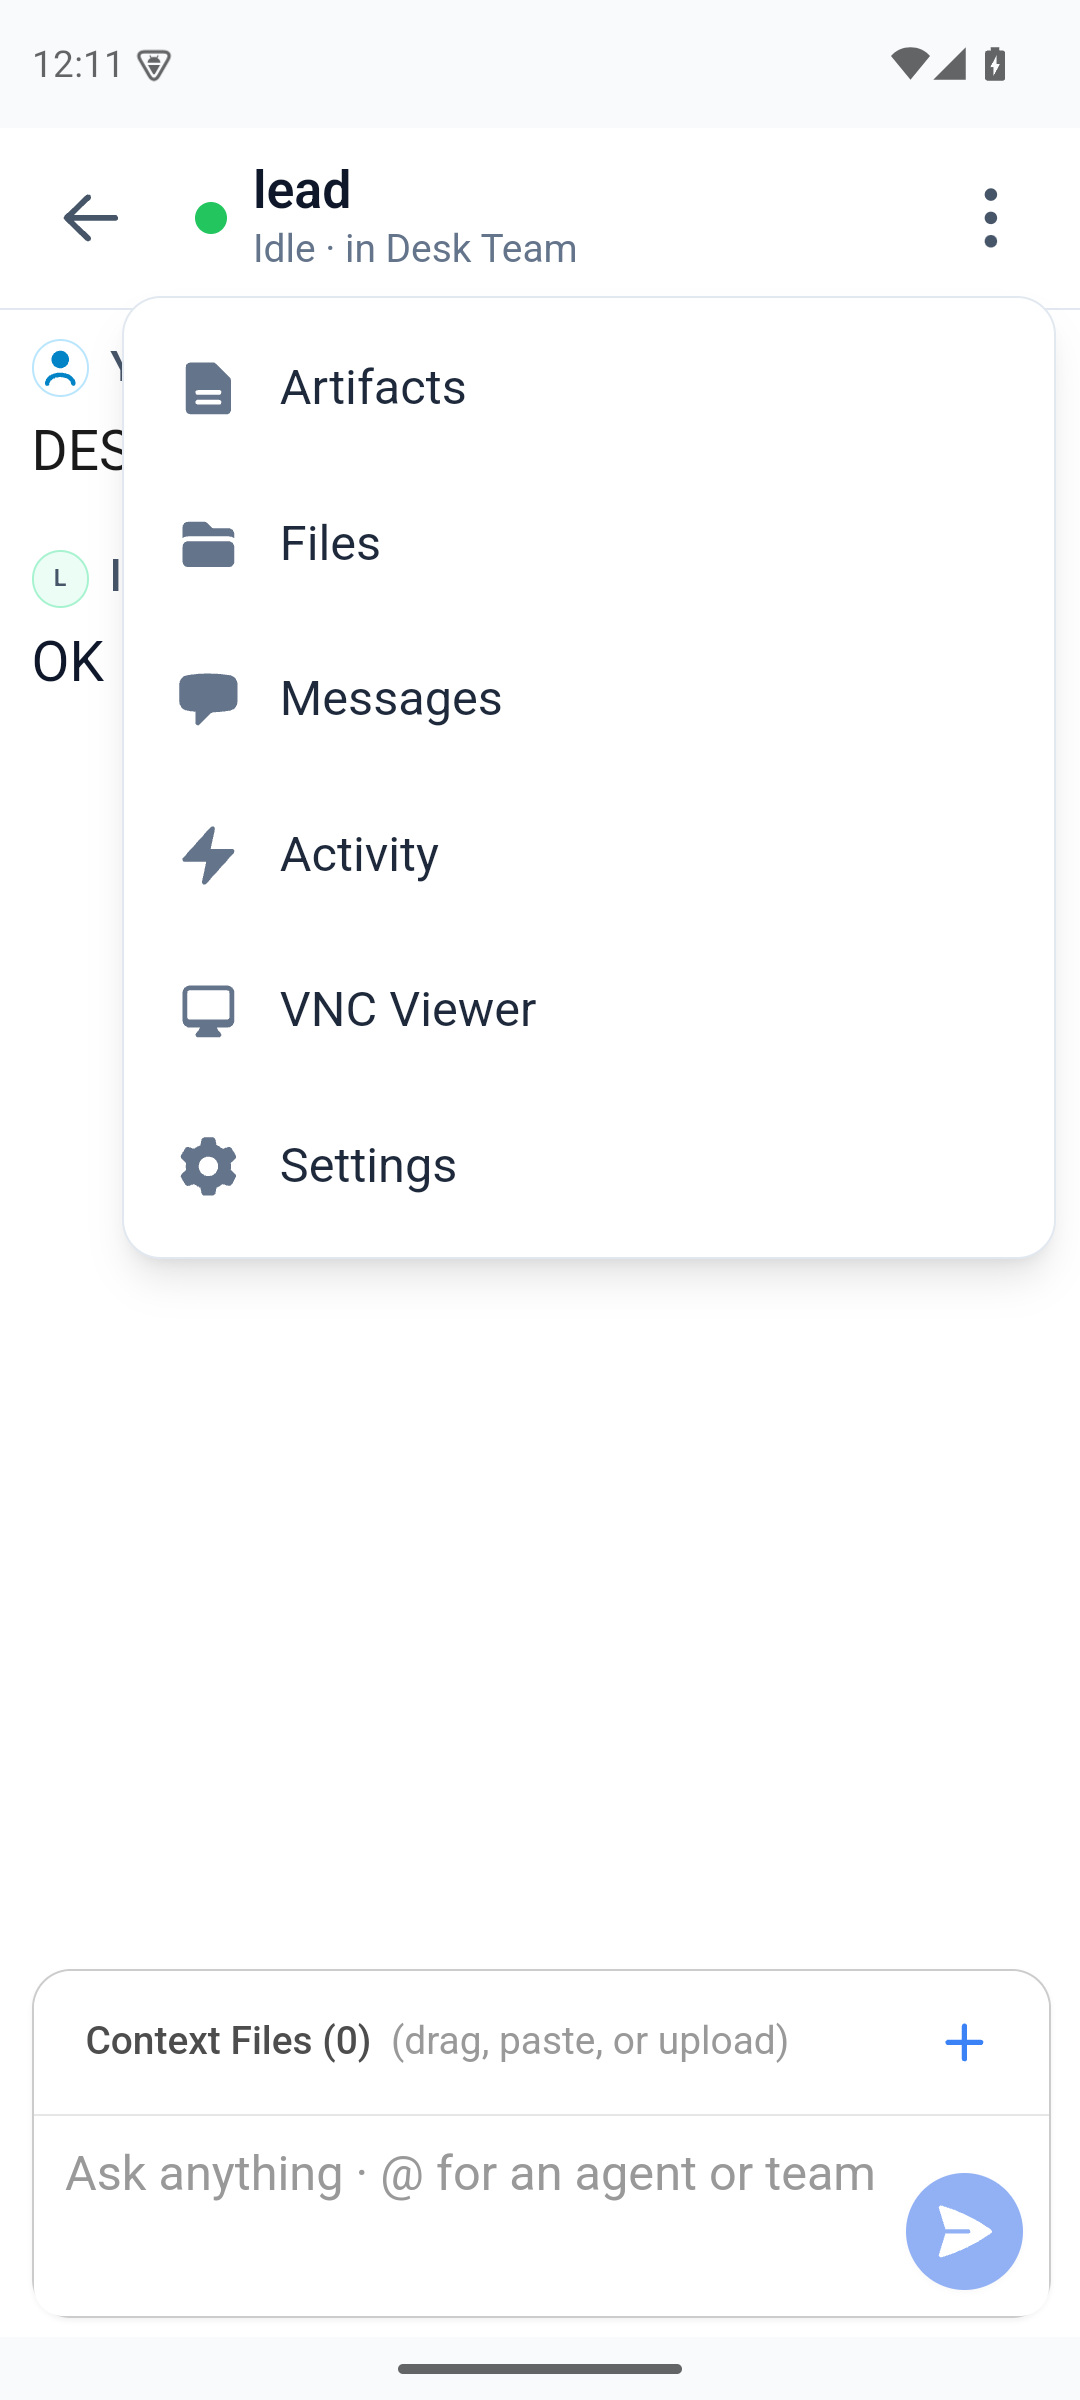 12:11
lead
Idle · in Desk Team
Artifacts
DES
Files
L
OK
Messages
Activity
VNC Viewer
Settings
Context Files (0) (drag, paste, or upload)
Ask anything · @ for an agent or team